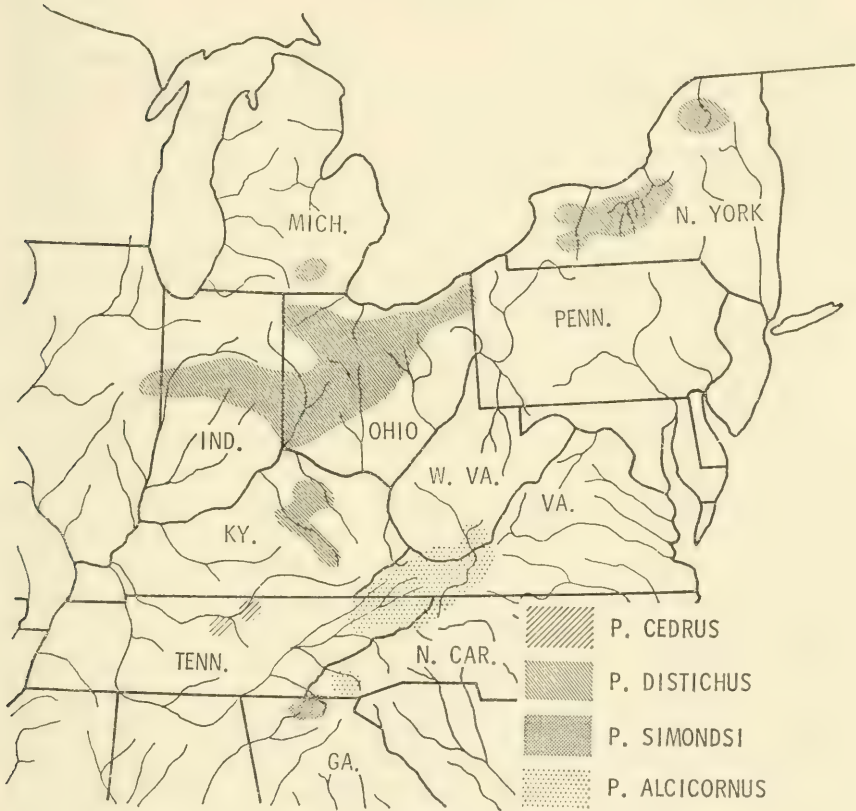 MICH.
N. YORK
PENN.
IND.
OHIO
W. VA.
VA.
KY.
TENN.
N. CAR.
GA.
P. CEDRUS
P. DISTICHUS
P. SIMONDSI
P. ALCICORNUS